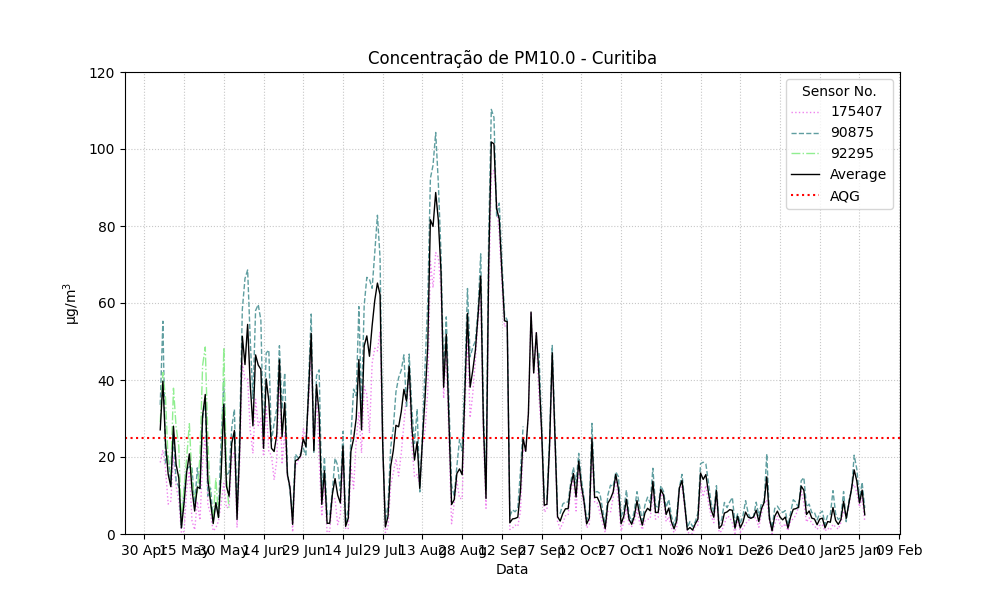 Concentração de PM10.0 - Curitiba
120
100
80
60
40
20
0
µg/m³
Sensor No.
175407
90875
92295
Average
AQG
30 Apr 15 May 30 May 14 Jun 29 Jun 14 Jul 29 Jul 13 Aug 28 Aug 12 Sep 27 Sep 12 Oct 27 Oct 11 Nov 26 Nov 11 Dec 26 Dec 10 Jan 25 Jan 09 Feb
Data